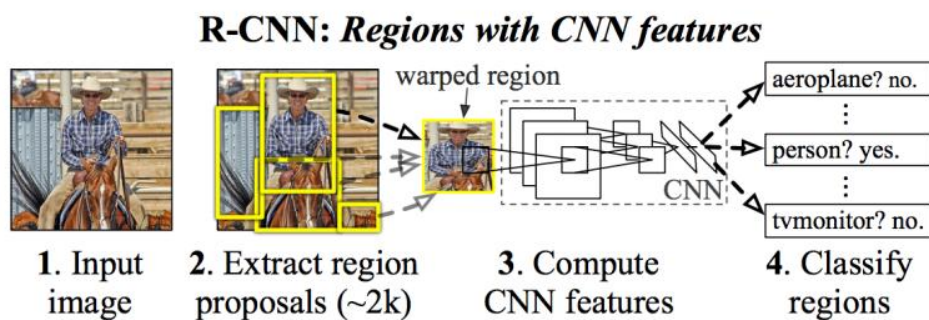 R-CNN: Regions with CNN features
warped region
aeroplane? no.
⋮
person? yes.
⋮
tvmonitor? no.
CNN
1. Input
image
2. Extract region
proposals (~2k)
3. Compute
CNN features
4. Classify
regions